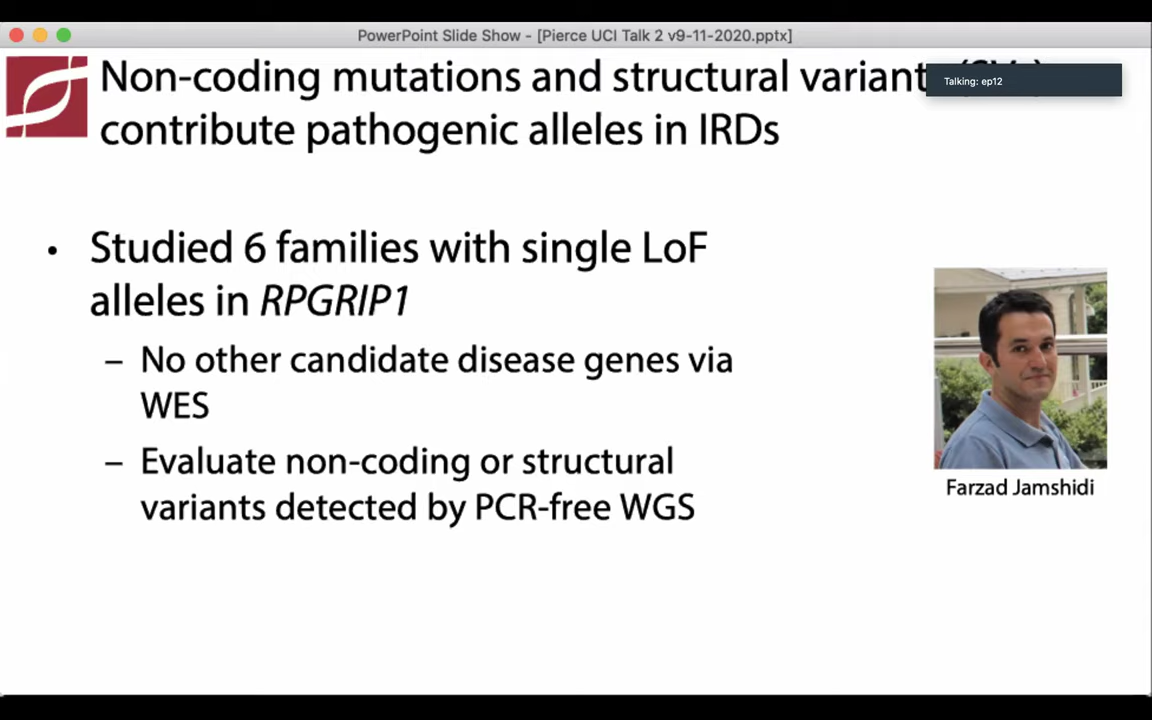 PowerPoint Slide Show - [Pierce UCI Talk 2 v9-11-2020.pptx]
Non-coding mutations and structural variant
Talking: ep12
contribute pathogenic alleles in IRDs
• Studied 6 families with single LoF
alleles in RPGRIP1
– No other candidate disease genes via
WES
– Evaluate non-coding or structural
variants detected by PCR-free WGS
Farzad Jamshidi